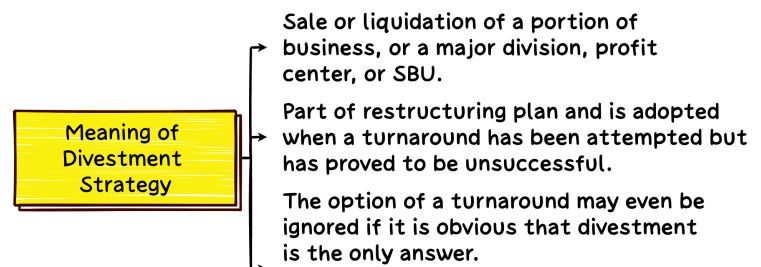 Meaning of
Divestment
Strategy
Sale or liquidation of a portion of
business, or a major division, profit
center, or SBU.
Part of restructuring plan and is adopted
when a turnaround has been attempted but
has proved to be unsuccessful.
The option of a turnaround may even be
ignored if it is obvious that divestment
is the only answer.